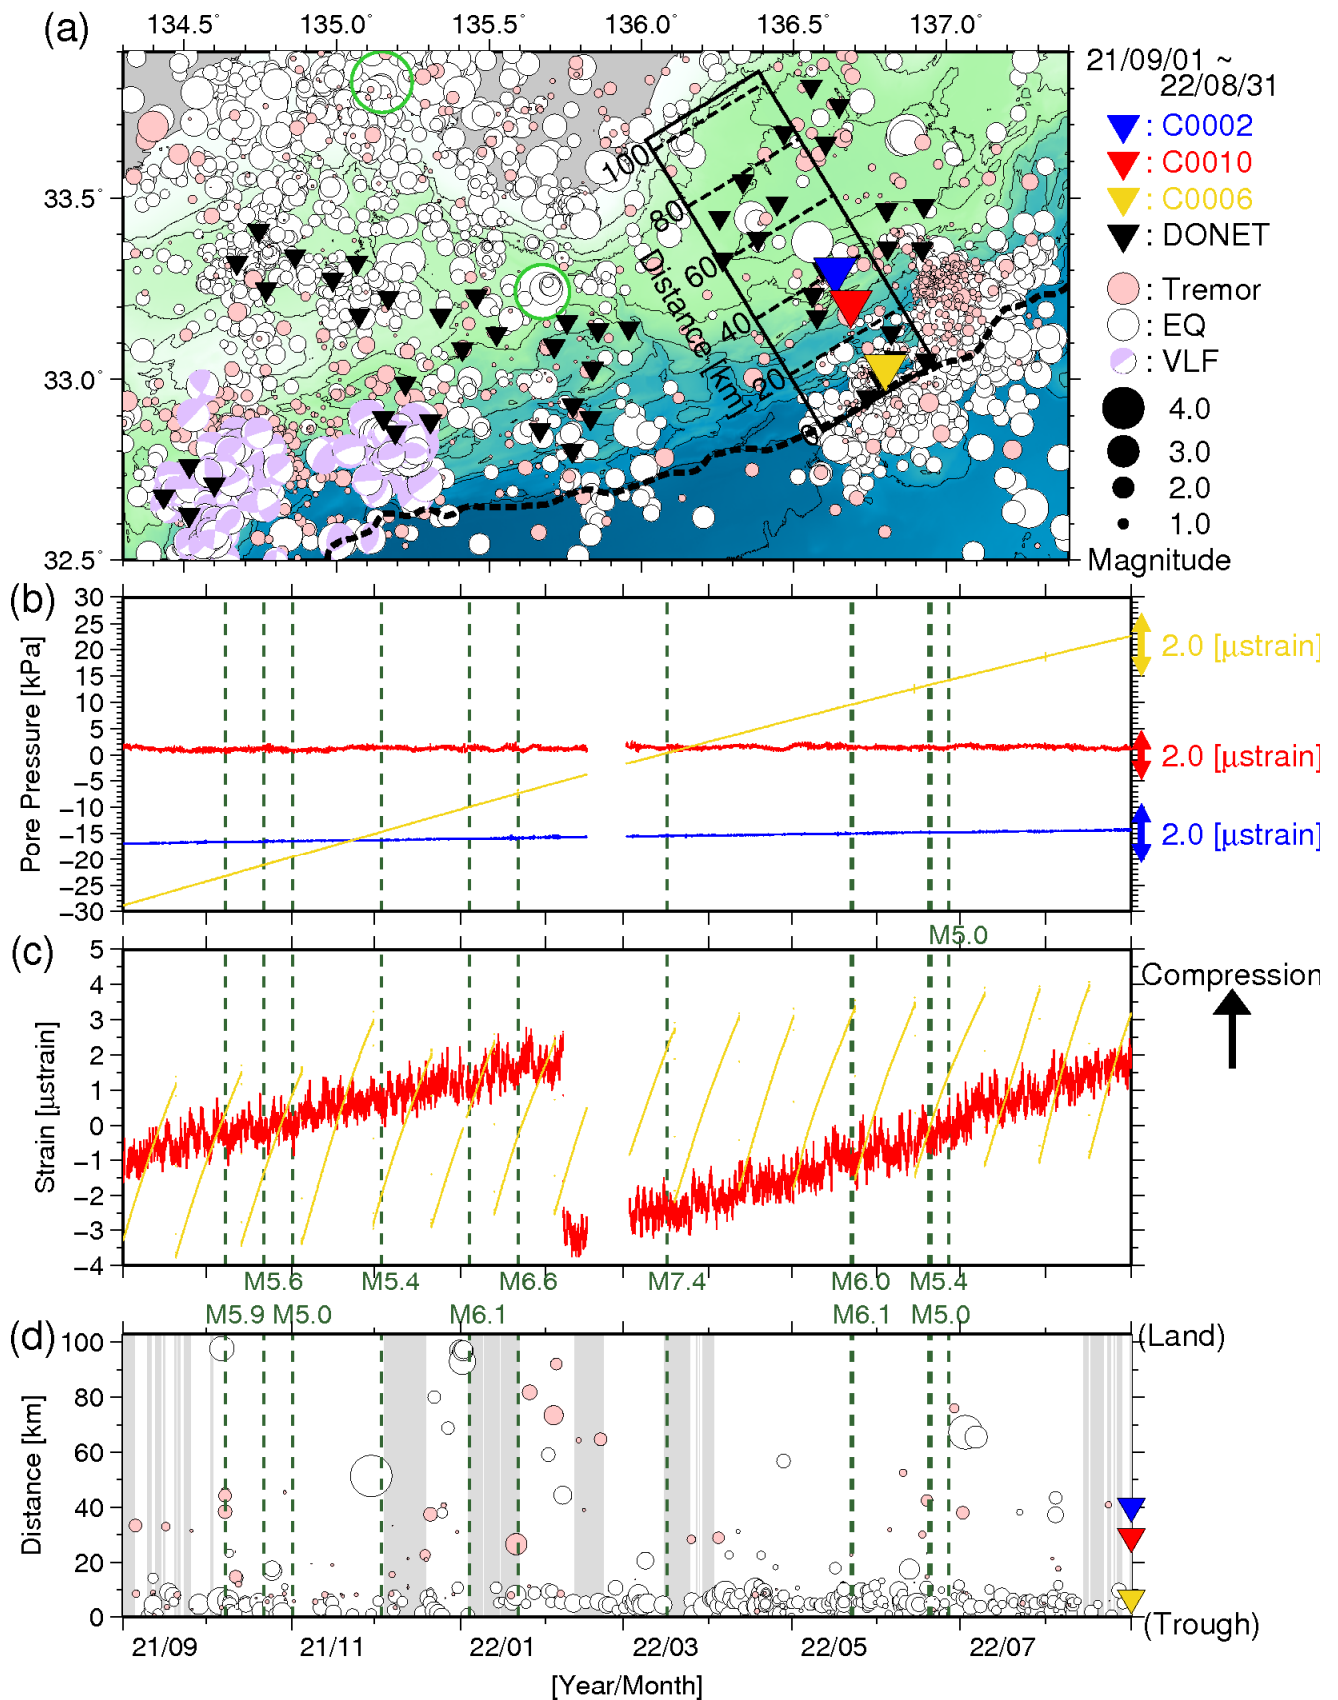 (a)
134.5°
135.0°
135.5°
136.0°
136.5°
137.0°
33.5°
33.0°
32.5°
100
80
60
40
20
0
Distance [km]
21/09/01 ~
22/08/31
: C0002
: C0010
: C0006
: DONET
: Tremor
: EQ
: VLF
4.0
3.0
2.0
1.0
Magnitude
(b)
Pore Pressure [kPa]
30
25
20
15
10
5
0
−5
−10
−15
−20
−25
−30
2.0 [μstrain]
2.0 [μstrain]
2.0 [μstrain]
M5.0
(c)
Strain [μstrain]
5
4
3
2
1
0
−1
−2
−3
−4
Compression
M5.6
M5.4
M6.6
M7.4
M6.0
M5.4
M5.9
M5.0
M6.1
M6.1
M5.0
(d)
Distance [km]
100
80
60
40
20
0
(Land)
(Trough)
21/09
21/11
22/01
22/03
22/05
22/07
[Year/Month]